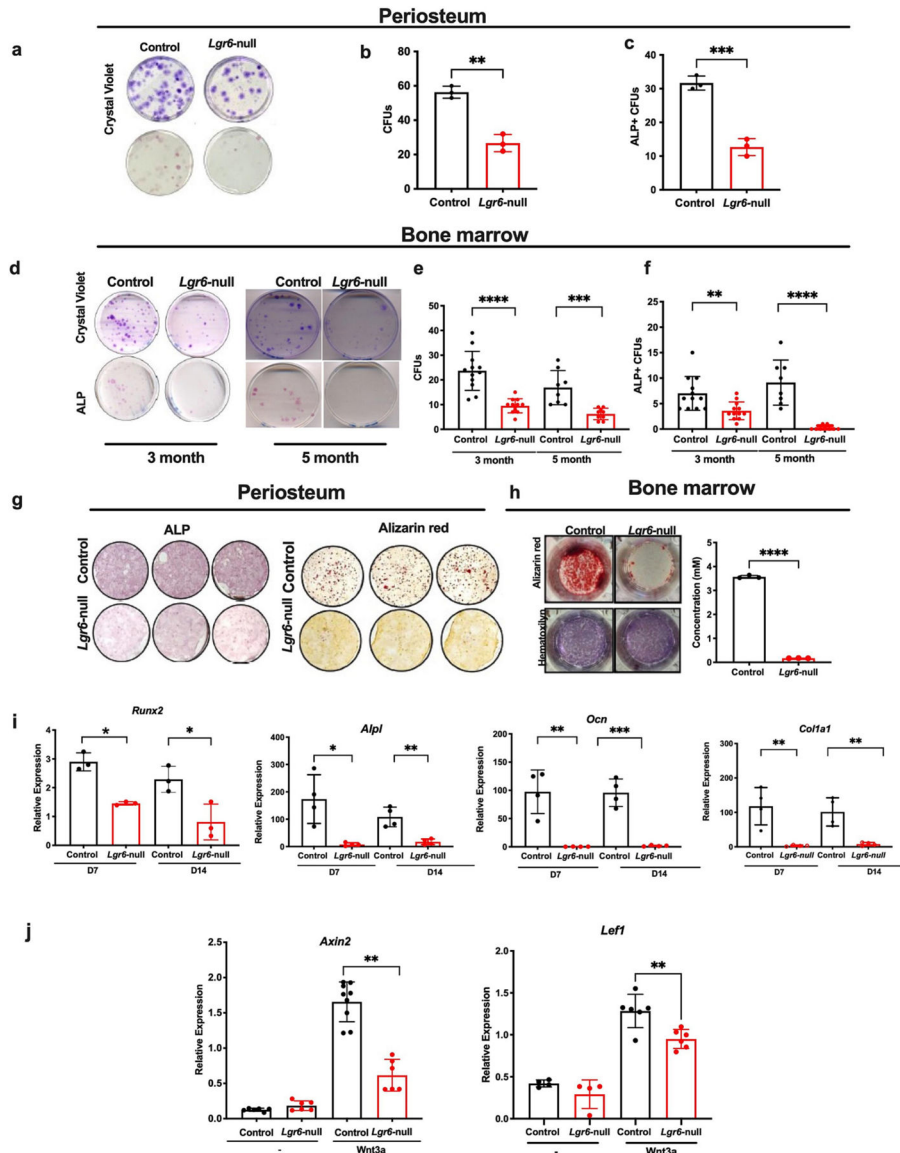 Periosteum
a
Control
Lgr6-null
Crystal Violet
b
**
CFUs
80
60
40
20
0
Control
Lgr6-null
c
***
ALP+ CFUs
40
30
20
10
0
Control
Lgr6-null
Bone marrow
d
Control
Lgr6-null
Control
Lgr6-null
Crystal Violet
ALP
3 month
5 month
e
****
***
CFUs
50
40
30
20
10
0
Control
Lgr6-null
Control
Lgr6-null
3 month
5 month
f
**
****
ALP+ CFUs
20
15
10
5
0
Control
Lgr6-null
Control
Lgr6-null
3 month
5 month
Periosteum
g
ALP
Alizarin red
Control
Lgr6-null
Control
Lgr6-null
Bone marrow
h
Control
Lgr6-null
Alizarin red
Hematoxilyn
****
Concentration (mM)
6
4
2
0
Control
Lgr6-null
i
Runx2
*
*
Relative Expression
4
3
2
1
0
Control
Lgr6-null
Control
Lgr6-null
D7
D14
Alpl
*
**
Relative Expression
400
300
200
100
0
Control
Lgr6-null
Control
Lgr6-null
D7
D14
Ocn
**
***
Relative Expression
200
150
100
50
0
Control
Lgr6-null
Control
Lgr6-null
D7
D14
Col1a1
**
**
Relative Expression
300
200
100
0
Control
Lgr6-null
Control
Lgr6-null
D7
D14
j
Axin2
**
Relative Expression
2.5
2.0
1.5
1.0
0.5
0.0
Control
Lgr6-null
Control
Lgr6-null
-
Wnt3a
Lef1
**
Relative Expression
2.0
1.5
1.0
0.5
0.0
Control
Lgr6-null
Control
Lgr6-null
-
Wnt3a